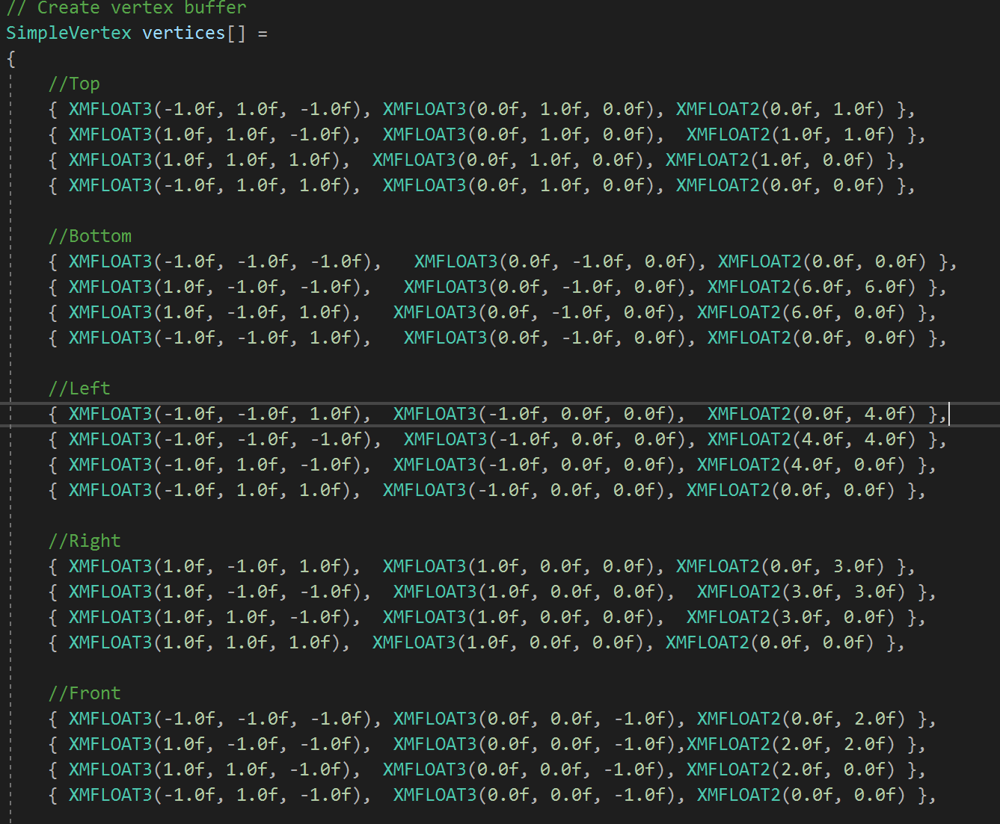 // Create vertex buffer
SimpleVertex vertices[] =
{
//Top
{ XMFLOAT3(-1.0f, 1.0f, -1.0f), XMFLOAT3(0.0f, 1.0f, 0.0f), XMFLOAT2(0.0f, 1.0f) },
{ XMFLOAT3(1.0f, 1.0f, -1.0f), XMFLOAT3(0.0f, 1.0f, 0.0f), XMFLOAT2(1.0f, 1.0f) },
{ XMFLOAT3(1.0f, 1.0f, 1.0f), XMFLOAT3(0.0f, 1.0f, 0.0f), XMFLOAT2(1.0f, 0.0f) },
{ XMFLOAT3(-1.0f, 1.0f, 1.0f), XMFLOAT3(0.0f, 1.0f, 0.0f), XMFLOAT2(0.0f, 0.0f) },
//Bottom
{ XMFLOAT3(-1.0f, -1.0f, -1.0f), XMFLOAT3(0.0f, -1.0f, 0.0f), XMFLOAT2(0.0f, 0.0f) },
{ XMFLOAT3(1.0f, -1.0f, -1.0f), XMFLOAT3(0.0f, -1.0f, 0.0f), XMFLOAT2(6.0f, 6.0f) },
{ XMFLOAT3(1.0f, -1.0f, 1.0f), XMFLOAT3(0.0f, -1.0f, 0.0f), XMFLOAT2(6.0f, 0.0f) },
{ XMFLOAT3(-1.0f, -1.0f, 1.0f), XMFLOAT3(0.0f, -1.0f, 0.0f), XMFLOAT2(0.0f, 0.0f) },
//Left
{ XMFLOAT3(-1.0f, -1.0f, 1.0f), XMFLOAT3(-1.0f, 0.0f, 0.0f), XMFLOAT2(0.0f, 4.0f) },
{ XMFLOAT3(-1.0f, -1.0f, -1.0f), XMFLOAT3(-1.0f, 0.0f, 0.0f), XMFLOAT2(4.0f, 4.0f) },
{ XMFLOAT3(-1.0f, 1.0f, -1.0f), XMFLOAT3(-1.0f, 0.0f, 0.0f), XMFLOAT2(4.0f, 0.0f) },
{ XMFLOAT3(-1.0f, 1.0f, 1.0f), XMFLOAT3(-1.0f, 0.0f, 0.0f), XMFLOAT2(0.0f, 0.0f) },
//Right
{ XMFLOAT3(1.0f, -1.0f, 1.0f), XMFLOAT3(1.0f, 0.0f, 0.0f), XMFLOAT2(0.0f, 3.0f) },
{ XMFLOAT3(1.0f, -1.0f, -1.0f), XMFLOAT3(1.0f, 0.0f, 0.0f), XMFLOAT2(3.0f, 3.0f) },
{ XMFLOAT3(1.0f, 1.0f, -1.0f), XMFLOAT3(1.0f, 0.0f, 0.0f), XMFLOAT2(3.0f, 0.0f) },
{ XMFLOAT3(1.0f, 1.0f, 1.0f), XMFLOAT3(1.0f, 0.0f, 0.0f), XMFLOAT2(0.0f, 0.0f) },
//Front
{ XMFLOAT3(-1.0f, -1.0f, -1.0f), XMFLOAT3(0.0f, 0.0f, -1.0f), XMFLOAT2(0.0f, 2.0f) },
{ XMFLOAT3(1.0f, -1.0f, -1.0f), XMFLOAT3(0.0f, 0.0f, -1.0f),XMFLOAT2(2.0f, 2.0f) },
{ XMFLOAT3(1.0f, 1.0f, -1.0f), XMFLOAT3(0.0f, 0.0f, -1.0f), XMFLOAT2(2.0f, 0.0f) },
{ XMFLOAT3(-1.0f, 1.0f, -1.0f), XMFLOAT3(0.0f, 0.0f, -1.0f), XMFLOAT2(0.0f, 0.0f) },